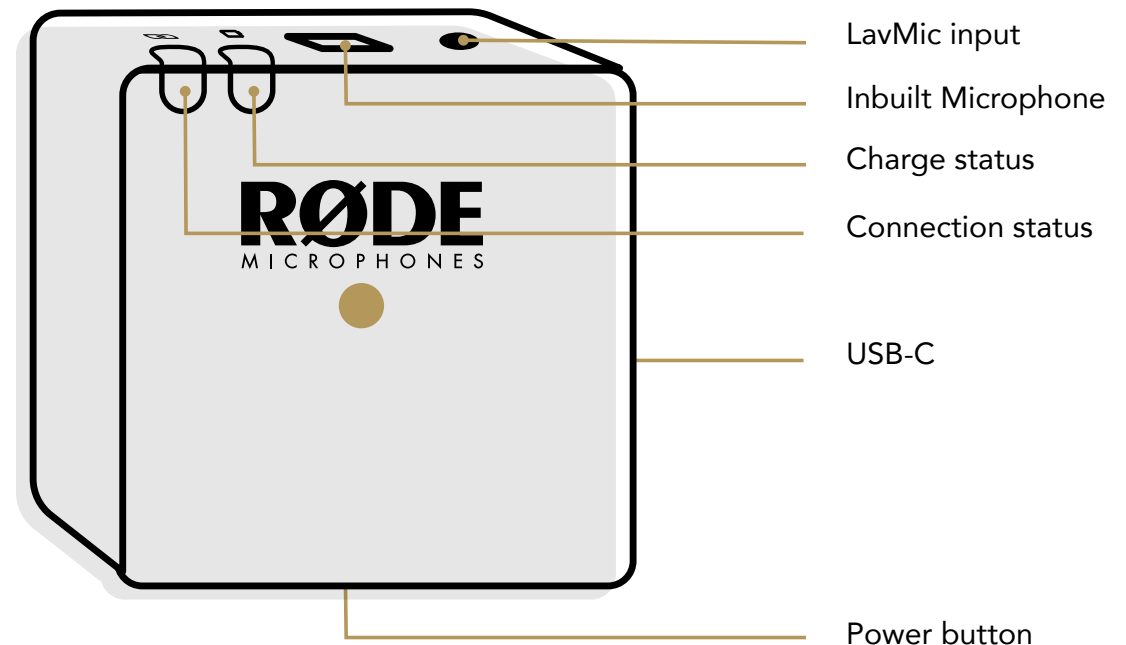 LavMic input
Inbuilt Microphone
Charge status
Connection status
RØDE
MICROPHONES
USB-C
Power button